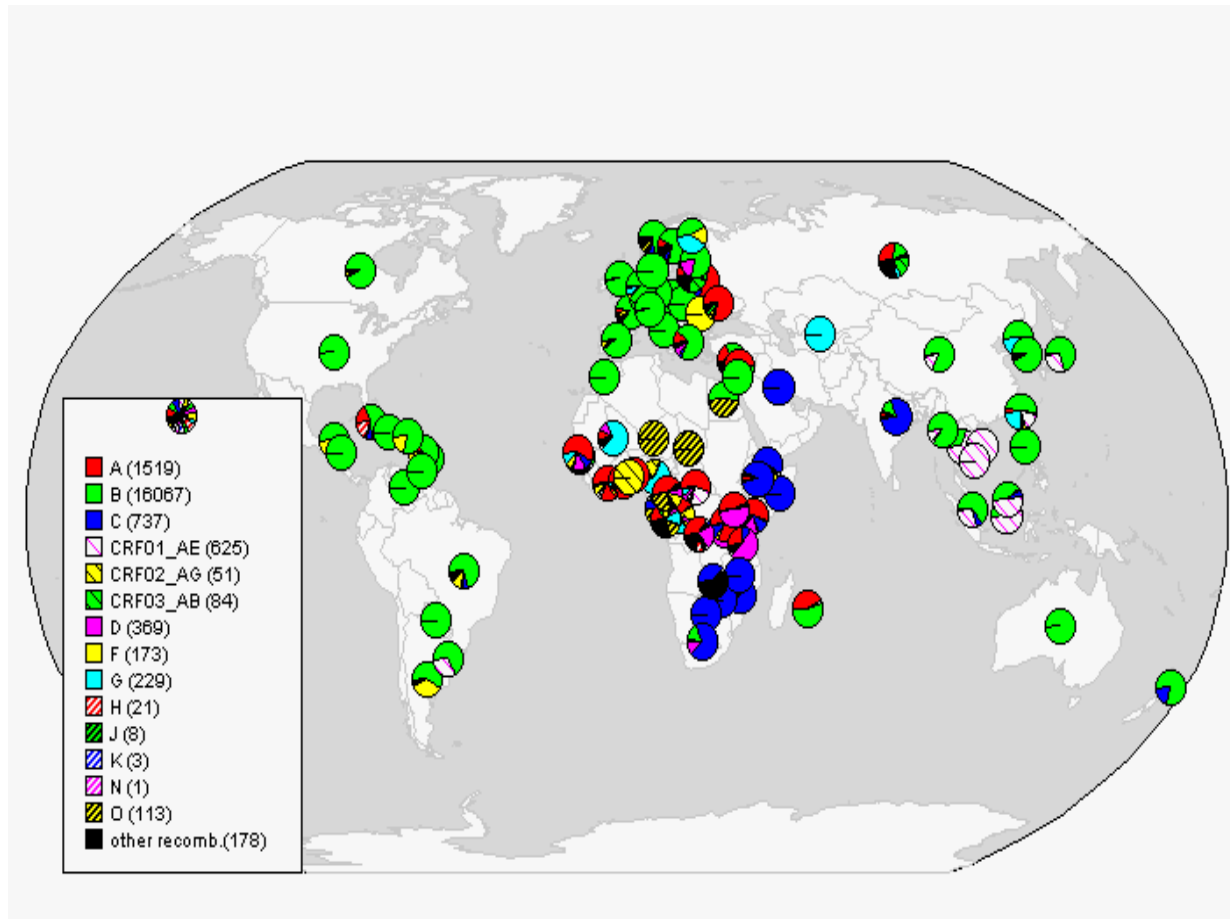 A (1519)
B (16067)
C (737)
CRF01_AE (625)
CRF02_AG (51)
CRF03_AB (84)
D (369)
F (173)
G (229)
H (21)
J (8)
K (3)
N (1)
O (113)
other recomb.(178)